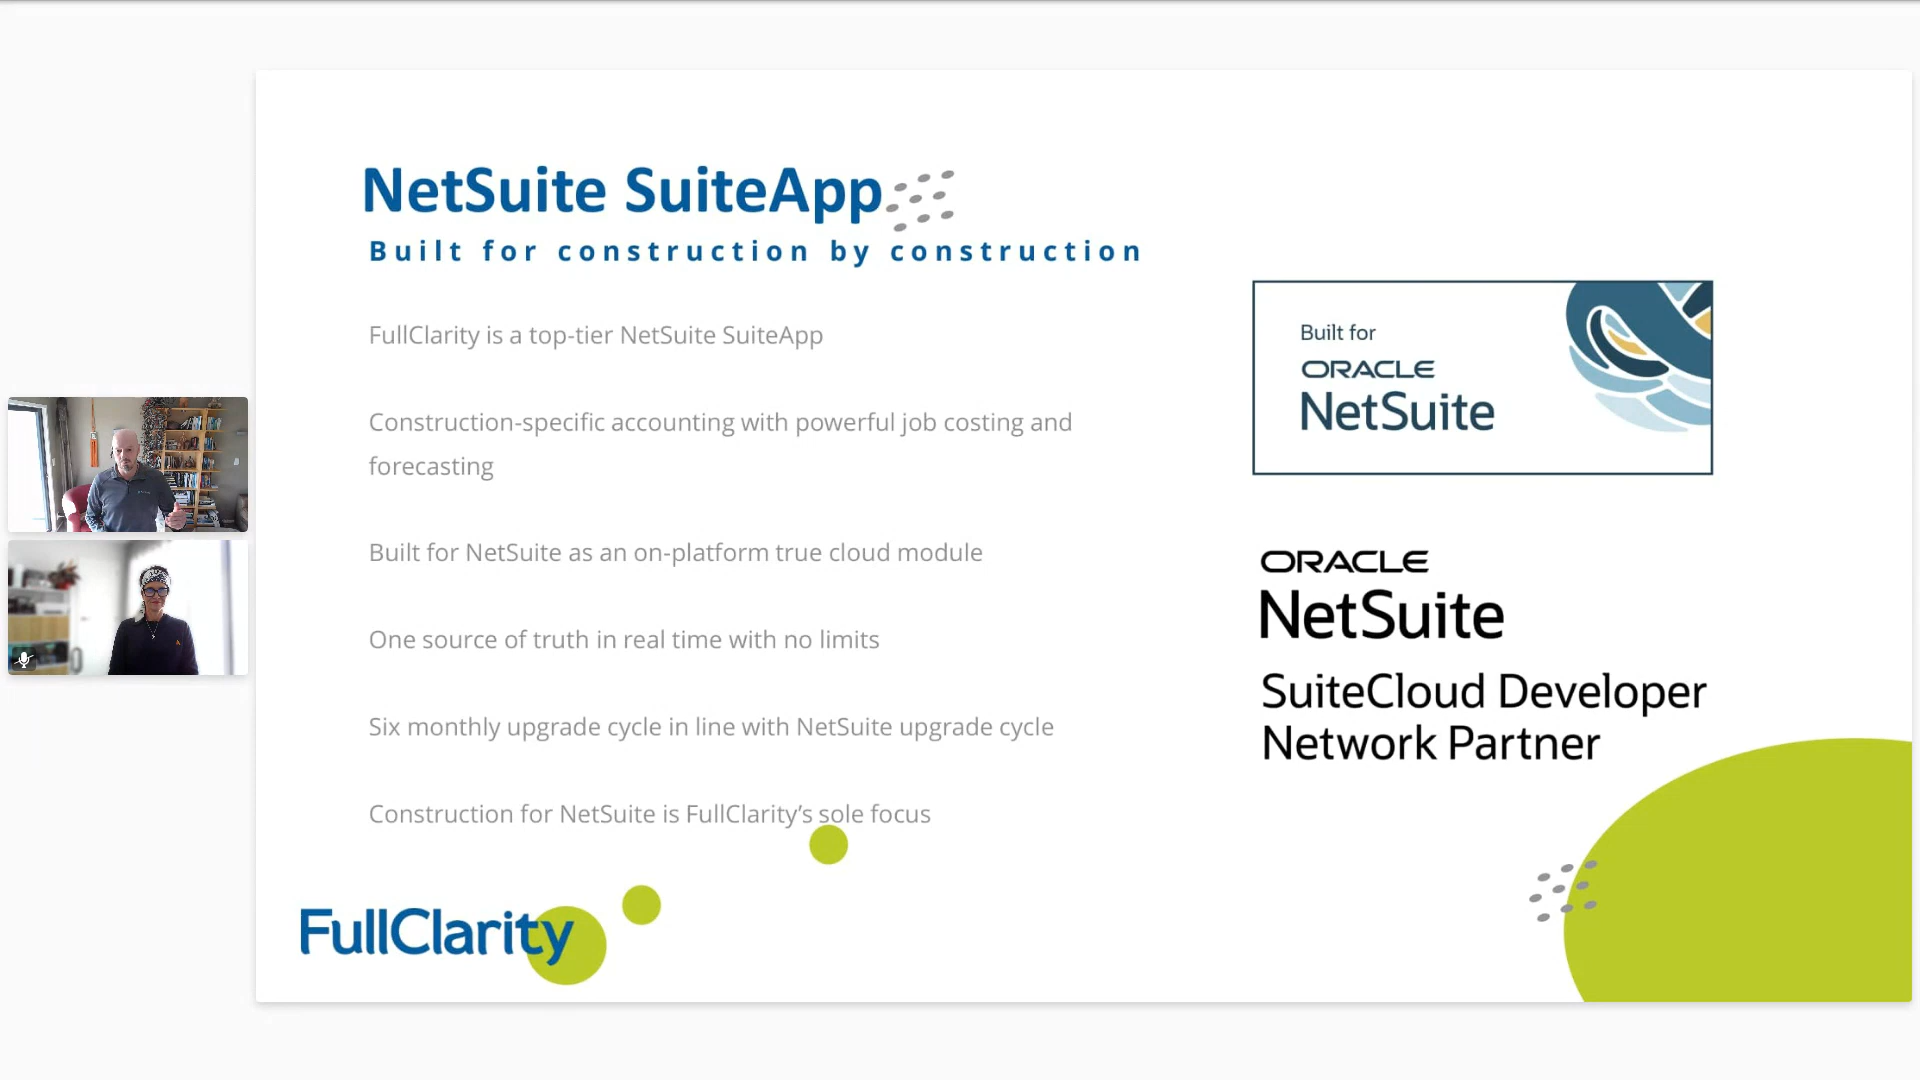 NetSuite SuiteApp
Built for construction by construction
FullClarity is a top-tier NetSuite SuiteApp
Construction-specific accounting with powerful job costing and
forecasting
Built for NetSuite as an on-platform true cloud module
One source of truth in real time with no limits
Six monthly upgrade cycle in line with NetSuite upgrade cycle
Construction for NetSuite is FullClarity’s sole focus
FullClarity
Built for
ORACLE
NetSuite
ORACLE
NetSuite
SuiteCloud Developer
Network Partner